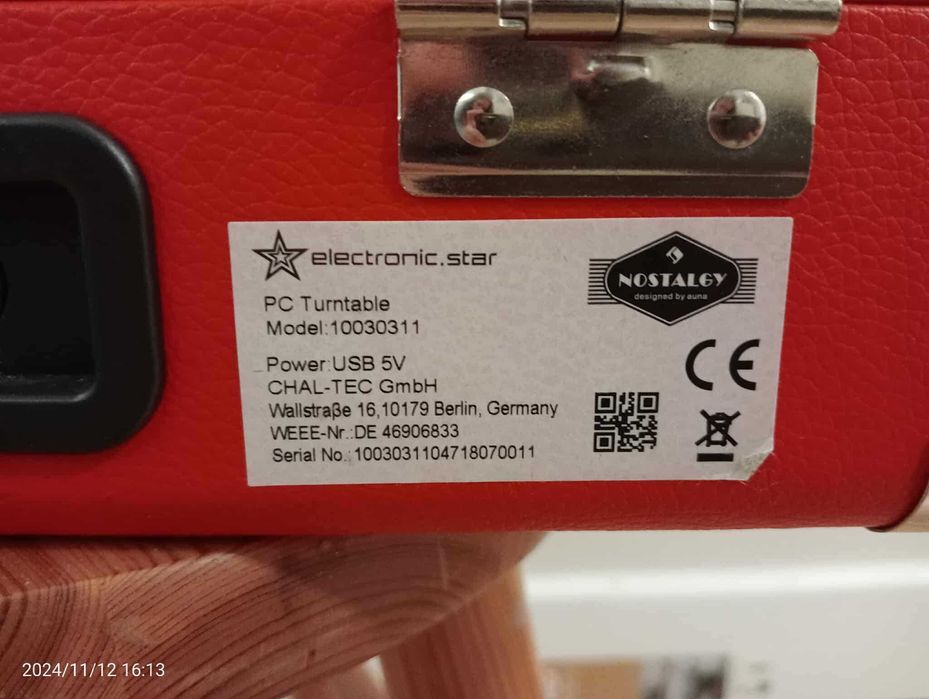 electronic.star
NOSTALGY
designed by auna
PC Turntable
Model:10030311
Power:USB 5V
CHAL-TEC GmbH
Wallstraβe 16,10179 Berlin, Germany
WEEE-Nr.:DE 46906833
Serial No.:1003031104718070011
CE
2024/11/12 16:13